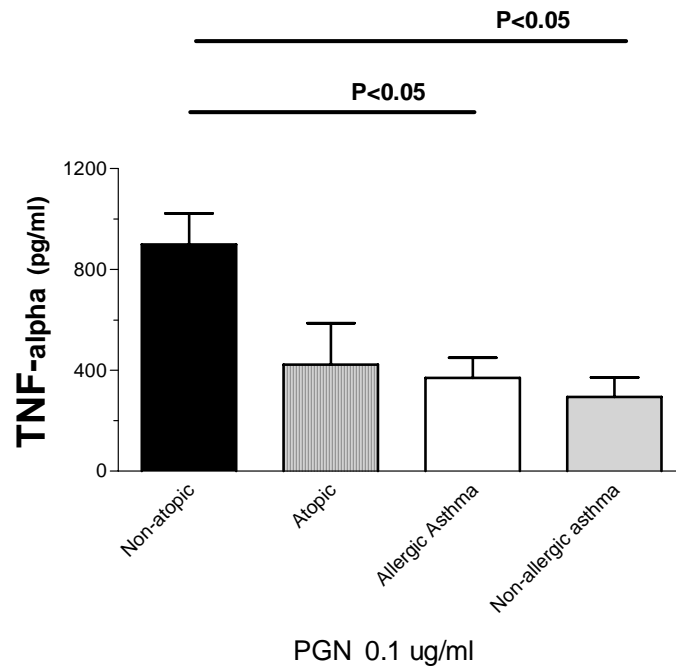 P<0.05
P<0.05
1200
800
400
0
TNF-alpha (pg/ml)
Non-atopic
Atopic
Allergic Asthma
Non-allergic asthma
PGN 0.1 ug/ml